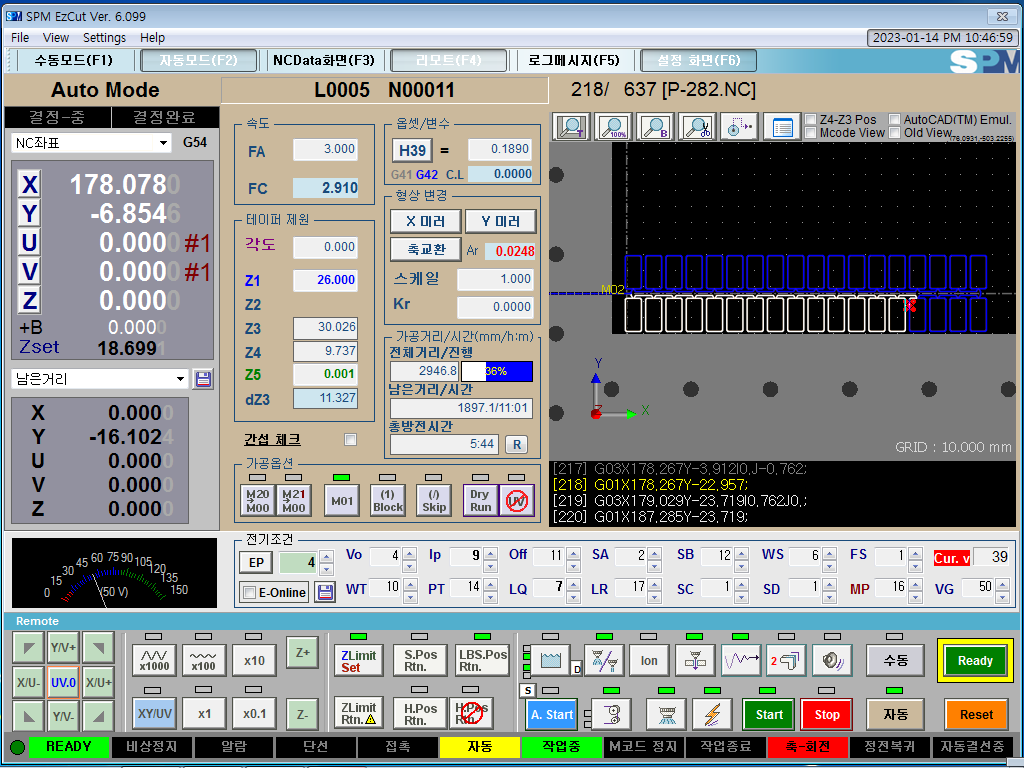 SPM EzCut Ver. 6.099
File View Settings Help
2023-01-14 PM 10:46:59
수동모드(F1) 자동모드(F2) NCData화면(F3) 리모트(F4) 로그메시지(F5) 설정 화면(F6) SPM
Auto Mode L0005 N00011 218/ 637 [P-282.NC]
결정-중 결정완료
NC좌표 G54
X 178.0780
Y -6.8546
U 0.0000 #1
V 0.0000 #1
Z 0.0000
+B 0.0000
Zset 18.6991
남은거리
X 0.0000
Y -16.1024
U 0.0000
V 0.0000
Z 0.0000
속도
FA 3.000
FC 2.910
테이퍼 제원
각도 0.000
Z1 26.000
Z2
Z3 30.026
Z4 9.737
Z5 0.001
dZ3 11.327
간섭 체크
옵셋/변수
H39 = 0.1890
G41 G42 C.L 0.0000
형상 변경
X 미러 Y 미러
축교환 Ar 0.0248
스케일 1.000
Kr 0.0000
가공거리/시간(mm/h:m)
전체거리/진행
2946.8 36%
남은거리/시간
1897.1/11:01
총방전시간
5:44 R
가공옵션
M20 M00 M21 M00 M01 (1) Block (/) Skip Dry Run UV
T 100% B
Z4-Z3 Pos AutoCAD(TM) Emul.
Mcode View Old View
(76.0931 -503.2255)
M02
Y
Z X
GRID : 10.000 mm
[217] G03X178.267Y-3.912I0.J-0.762;
[218] G01X178.267Y-22.957;
[219] G03X179.029Y-23.719I0.762J0.;
[220] G01X187.285Y-23.719;
0 15 30 45 60 75 90 105 120 135 150
(50 V)
전기조건
EP 4 Vo 4 Ip 9 Off 11 SA 2 SB 12 WS 6 FS 1 Cur. v 39
E-Online WT 10 PT 14 LQ 7 LR 17 SC 1 SD 1 MP 16 VG 50
Remote
Y/V+ x1000 x100 x10 Z+ ZLimit Set S.Pos Rtn. LBS.Pos Rtn. D Ion 2 수동 Ready
X/U- UV.0 X/U+
Y/V- XY/UV x1 x0.1 Z- ZLimit Rtn. H.Pos Rtn. H.Pos Rtn. S A. Start Start Stop 자동 Reset
READY 비상정지 알람 단선 접촉 자동 작업중 M코드 정지 작업종료 축-회전 정전복귀 자동결선중